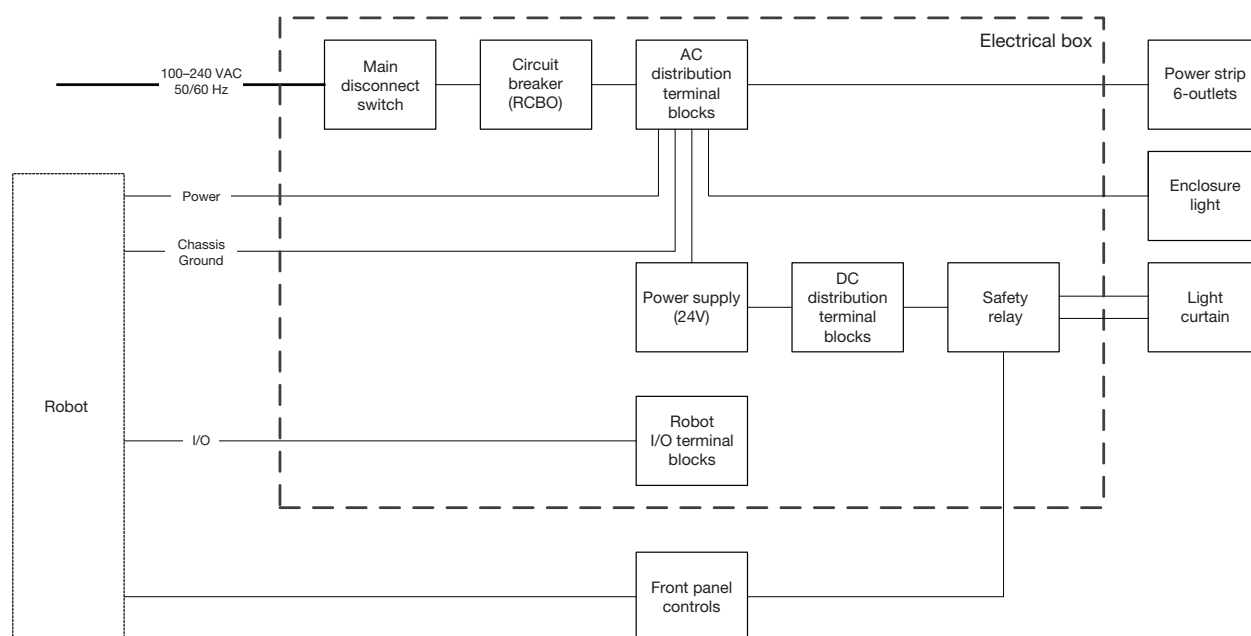 Electrical box
100–240 VAC
50/60 Hz
Main
disconnect
switch
Circuit
breaker
(RCBO)
AC
distribution
terminal
blocks
Power strip
6-outlets
Power
Enclosure
light
Chassis
Ground
Power supply
(24V)
DC
distribution
terminal
blocks
Safety
relay
Light
curtain
Robot
I/O
Robot
I/O terminal
blocks
Front panel
controls